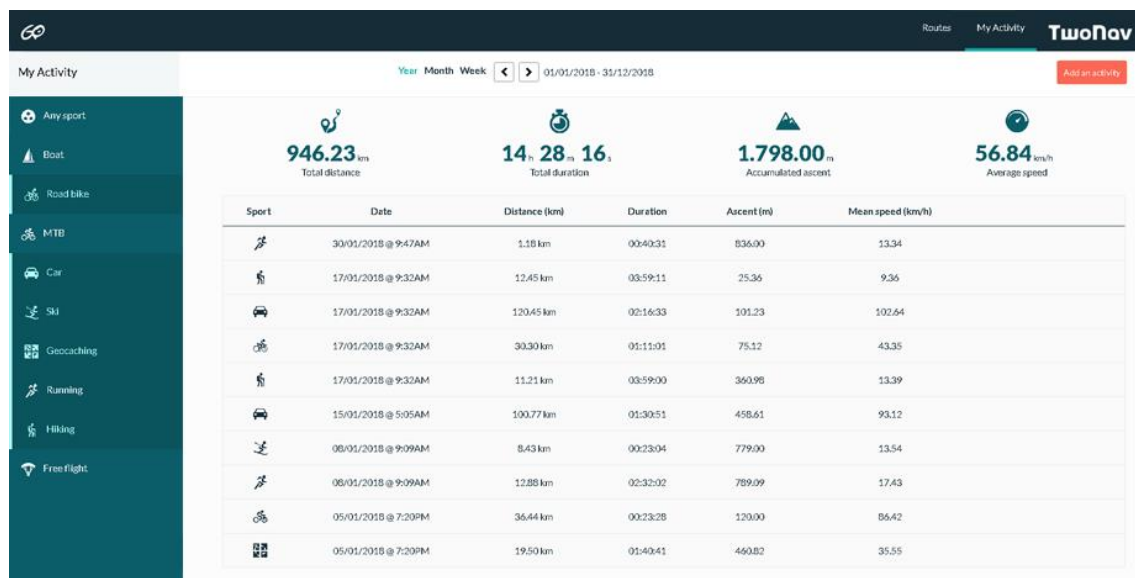 GO
Routes My Activity TwoNav
My Activity Year Month Week 01/01/2018 - 31/12/2018 Add an activity
Any sport
Boat
Road bike
MTB
Car
Ski
Geocaching
Running
Hiking
Free flight
946.23 km 14 h 28 m 16 s 1.798.00 m 56.84 km/h
Total distance Total duration Accumulated ascent Average speed
Sport Date Distance (km) Duration Ascent (m) Mean speed (km/h)
30/01/2018 @ 9:47AM 1.18 km 00:40:31 836.00 13.34
17/01/2018 @ 9:32AM 12.45 km 03:59:11 25.36 9.36
17/01/2018 @ 9:32AM 120.45 km 02:16:33 101.23 102.64
17/01/2018 @ 9:32AM 30.30 km 01:11:01 75.12 43.35
17/01/2018 @ 9:32AM 11.21 km 03:59:00 360.98 13.39
15/01/2018 @ 5:05AM 100.77 km 01:30:51 458.61 93.12
08/01/2018 @ 9:09AM 8.43 km 00:23:04 779.00 13.54
08/01/2018 @ 9:09AM 12.88 km 02:32:02 789.09 17.43
05/01/2018 @ 7:20PM 36.44 km 00:23:28 120.00 86.42
05/01/2018 @ 7:20PM 19.50 km 01:40:41 460.82 35.55